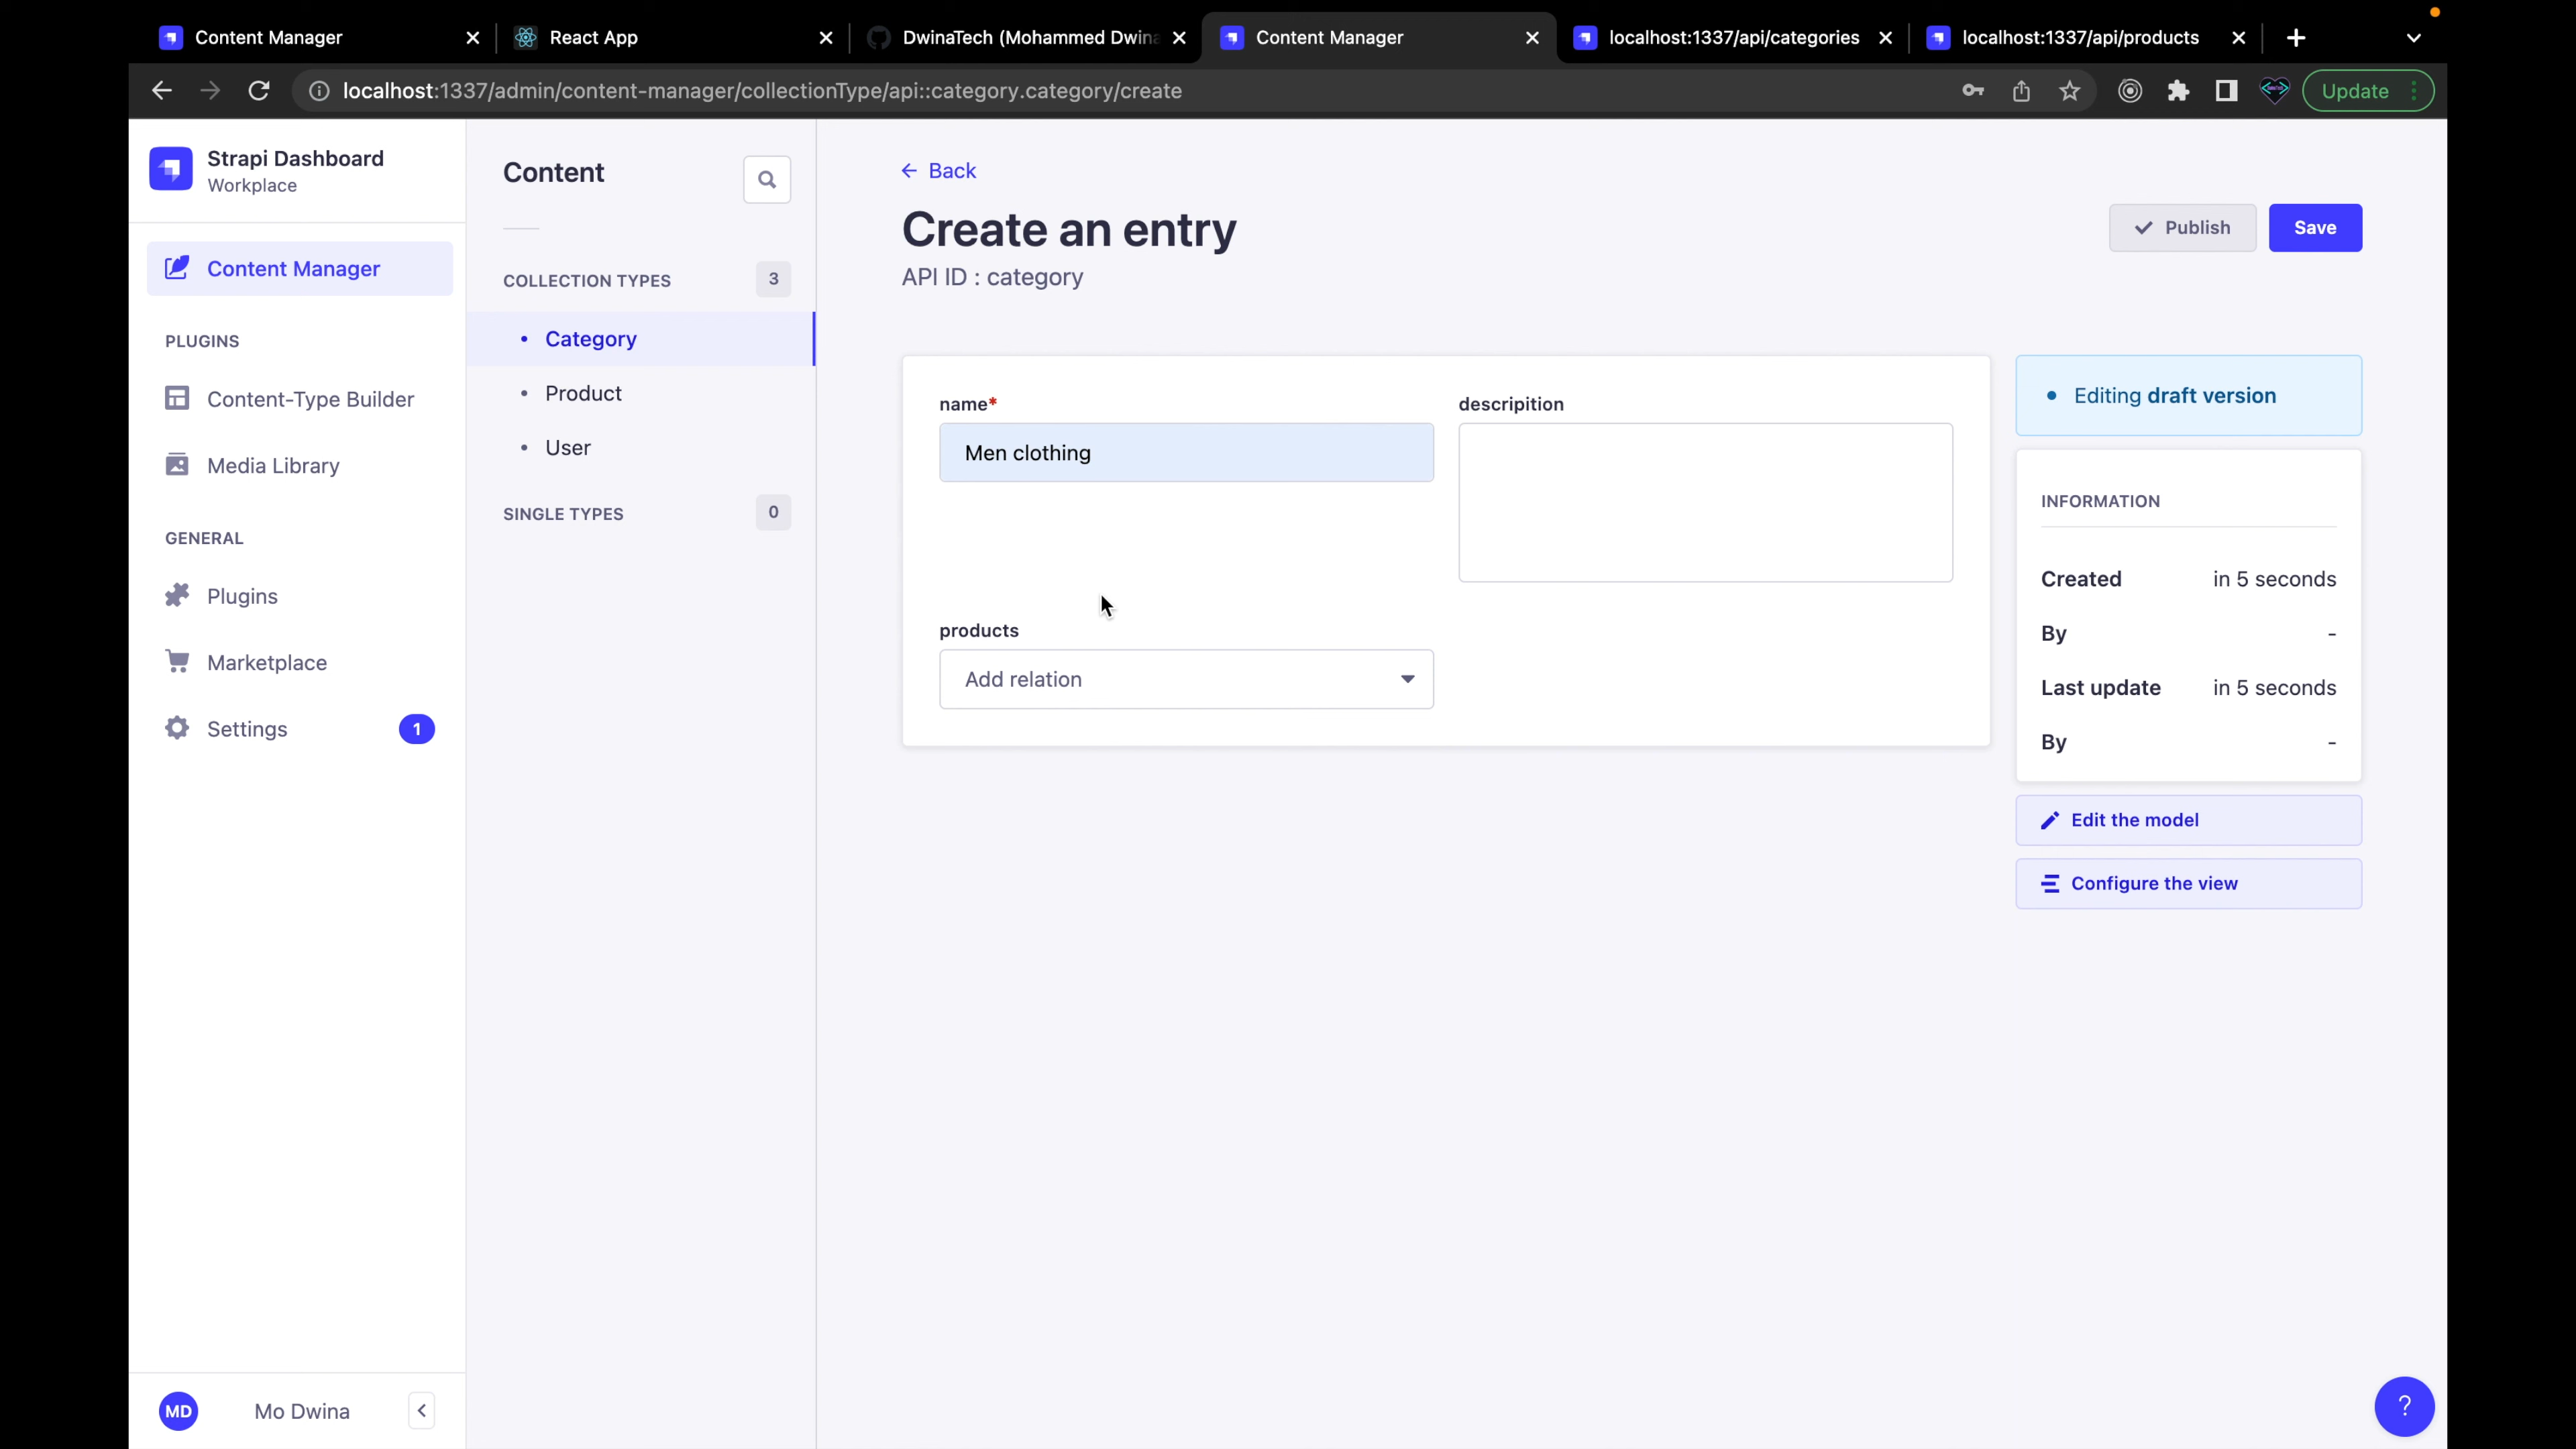 Content Manager
React App
DwinaTech (Mohammed Dwina
Content Manager
localhost:1337/api/categories
localhost:1337/api/products
localhost:1337/admin/content-manager/collectionType/api::category.category/create
Update
Strapi Dashboard
Workplace
Content Manager
PLUGINS
Content-Type Builder
Media Library
GENERAL
Plugins
Marketplace
Settings
1
MD
Mo Dwina
Content
COLLECTION TYPES
3
• Category
• Product
• User
SINGLE TYPES
0
Back
Create an entry
API ID : category
Publish
Save
name*
Men clothing
descripition
products
Add relation
Editing draft version
INFORMATION
Created in 5 seconds
By -
Last update in 5 seconds
By -
Edit the model
Configure the view
?